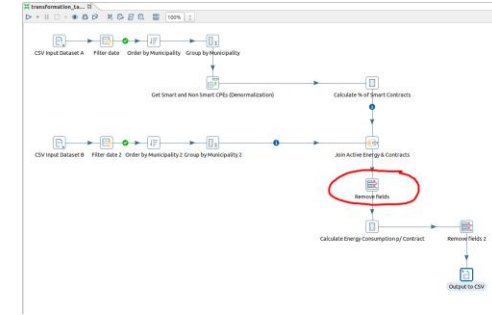 transformation_ta...
100%
CSV Input Dataset A
Filter date
Order by Municipality
Group by Municipality
Get Smart and Non Smart CPEs (Denormalization)
Calculate % of Smart Contracts
CSV Input Dataset B
Filter date 2
Order by Municipality 2
Group by Municipality 2
Join Active Energy & Contracts
Remove fields
Calculate Energy Consumption p/ Contract
Remove fields 2
Output to CSV